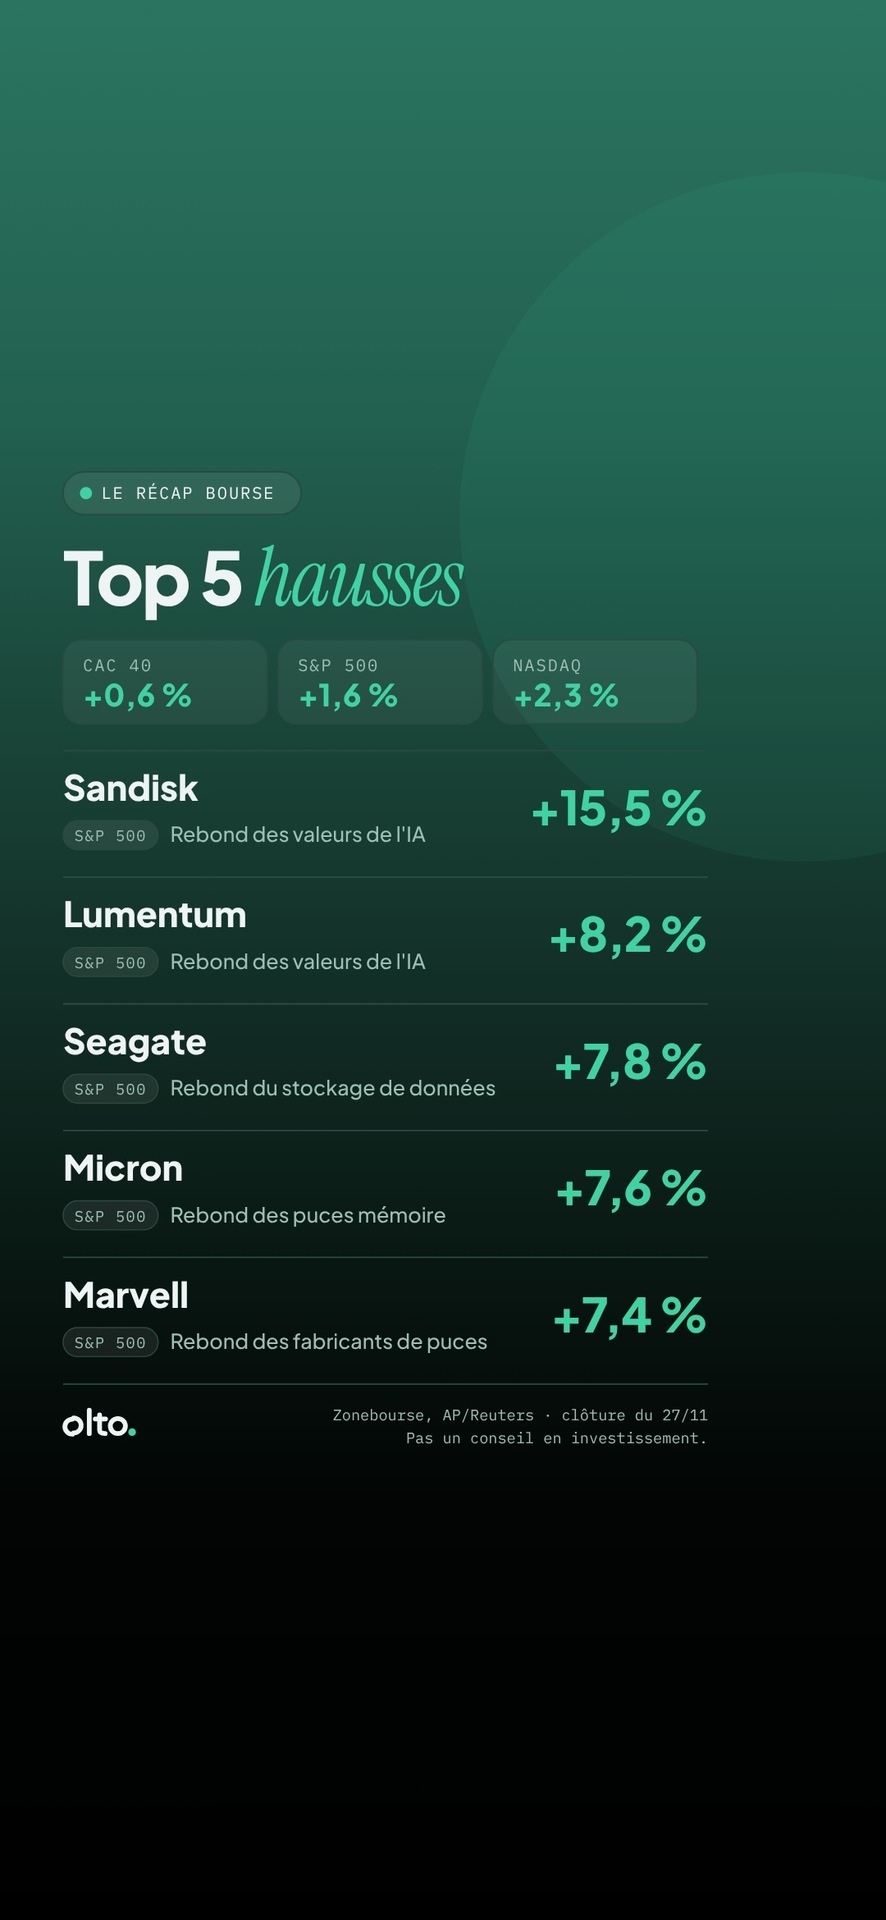 LE RÉCAP BOURSE
Top 5 hausses
CAC 40
+0,6 %
S&P 500
+1,6 %
NASDAQ
+2,3 %
Sandisk
S&P 500 Rebond des valeurs de l'IA
+15,5 %
Lumentum
S&P 500 Rebond des valeurs de l'IA
+8,2 %
Seagate
S&P 500 Rebond du stockage de données
+7,8 %
Micron
S&P 500 Rebond des puces mémoire
+7,6 %
Marvell
S&P 500 Rebond des fabricants de puces
+7,4 %
olto.
Zonebourse, AP/Reuters · clôture du 27/11
Pas un conseil en investissement.